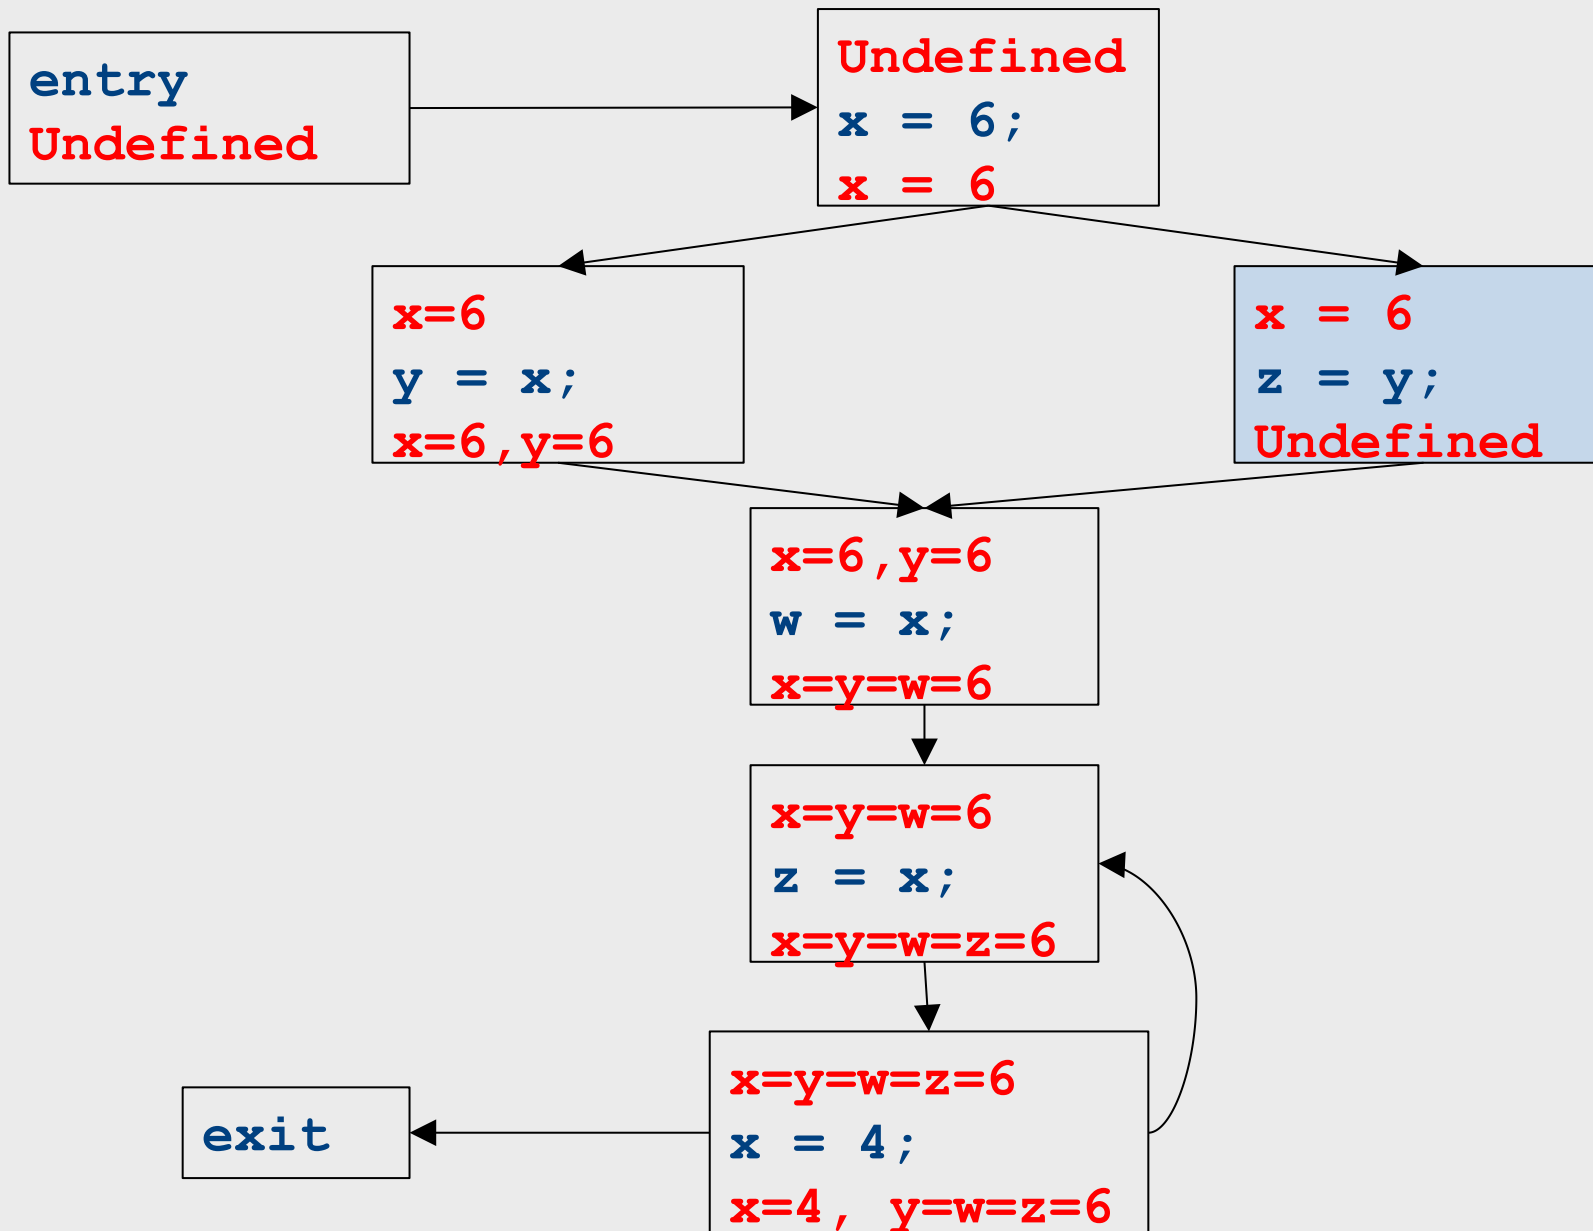 entry
Undefined
Undefined
x = 6;
x = 6
x=6
y = x;
x=6,y=6
x = 6
z = y;
Undefined
x=6,y=6
w = x;
x=y=w=6
x=y=w=6
z = x;
x=y=w=z=6
x=y=w=z=6
x = 4;
x=4, y=w=z=6
exit